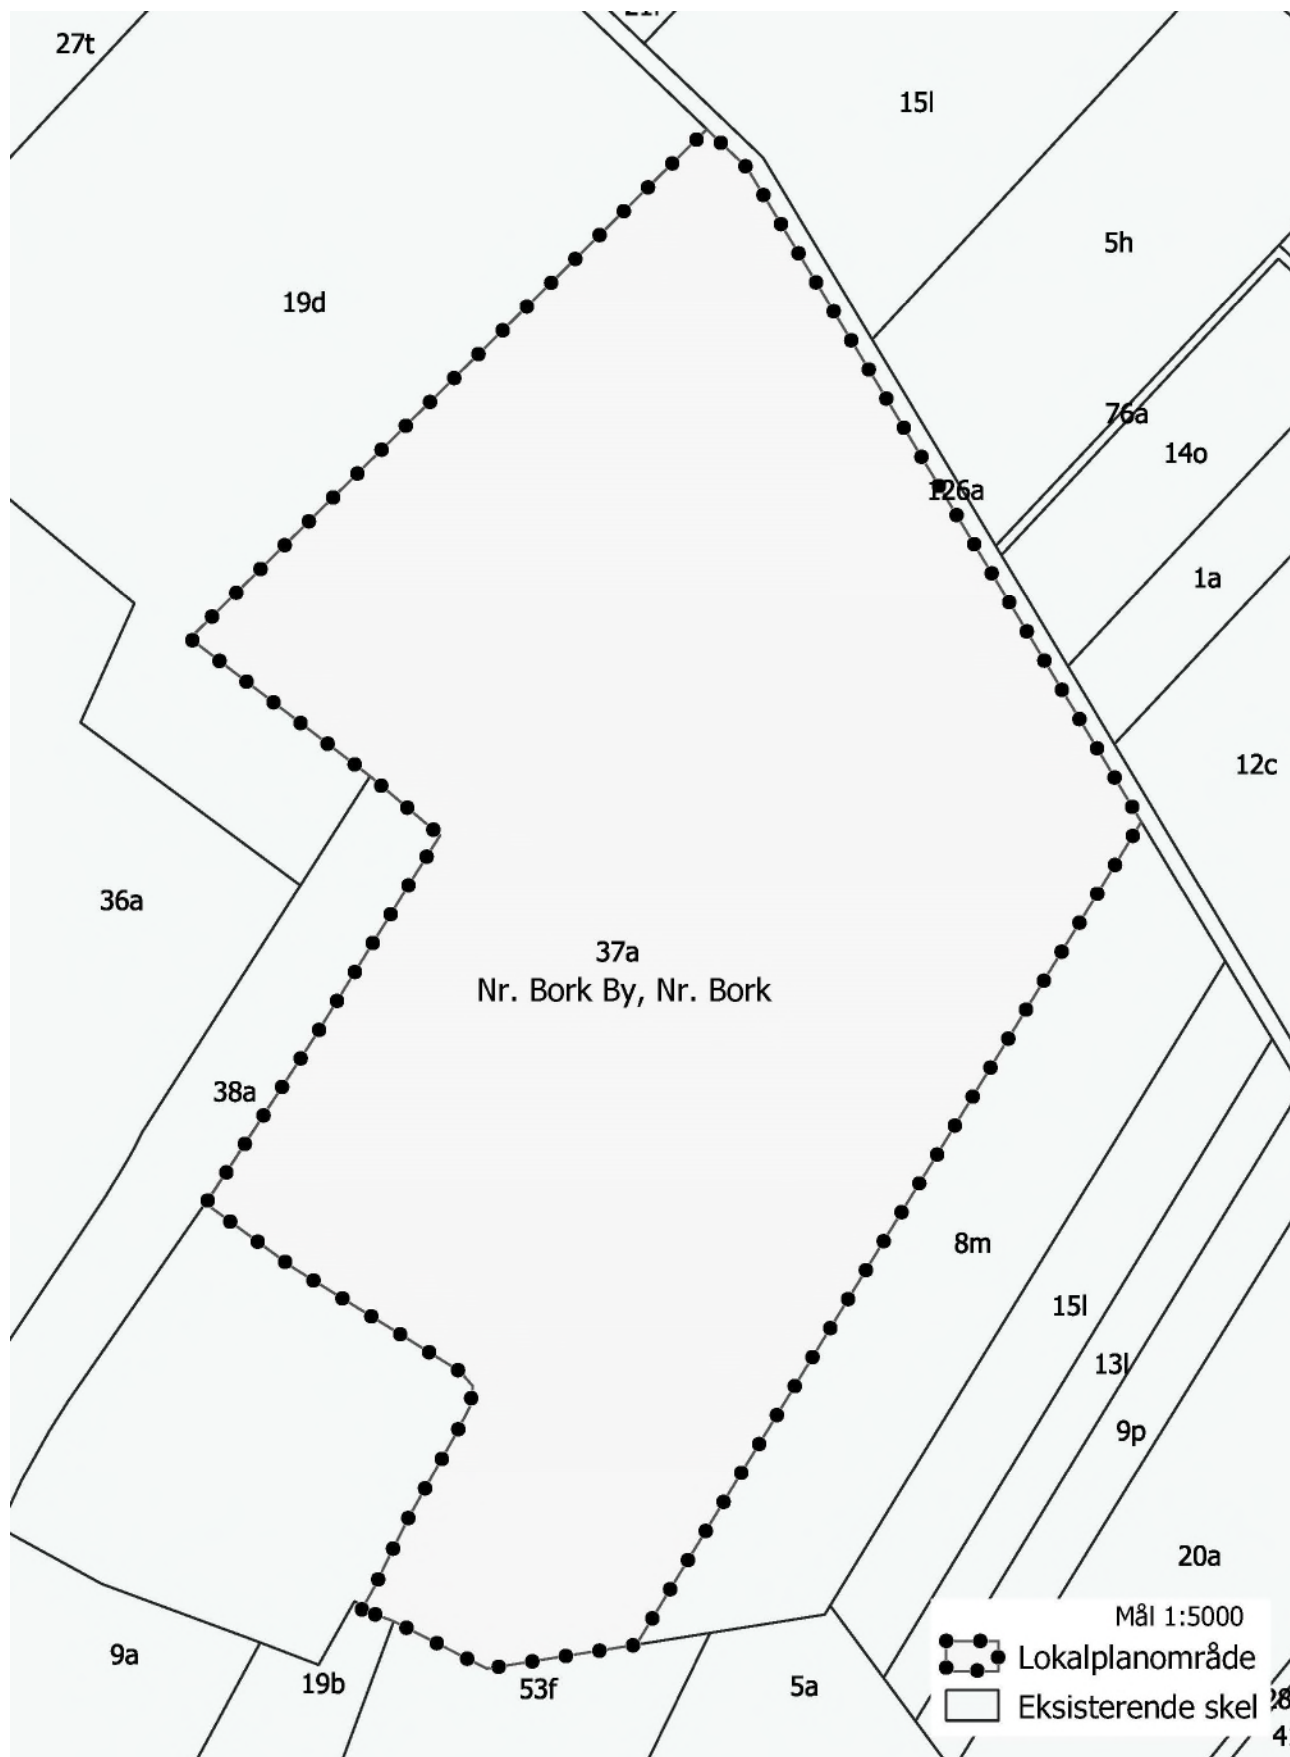 27t
15l
5h
19d
76a
14o
126a
1a
12c
36a
37a
Nr. Bork By, Nr. Bork
38a
8m
15l
13l
9p
20a
Mål 1:5000
Lokalplanområde
Eksisterende skel
9a
19b
53f
5a